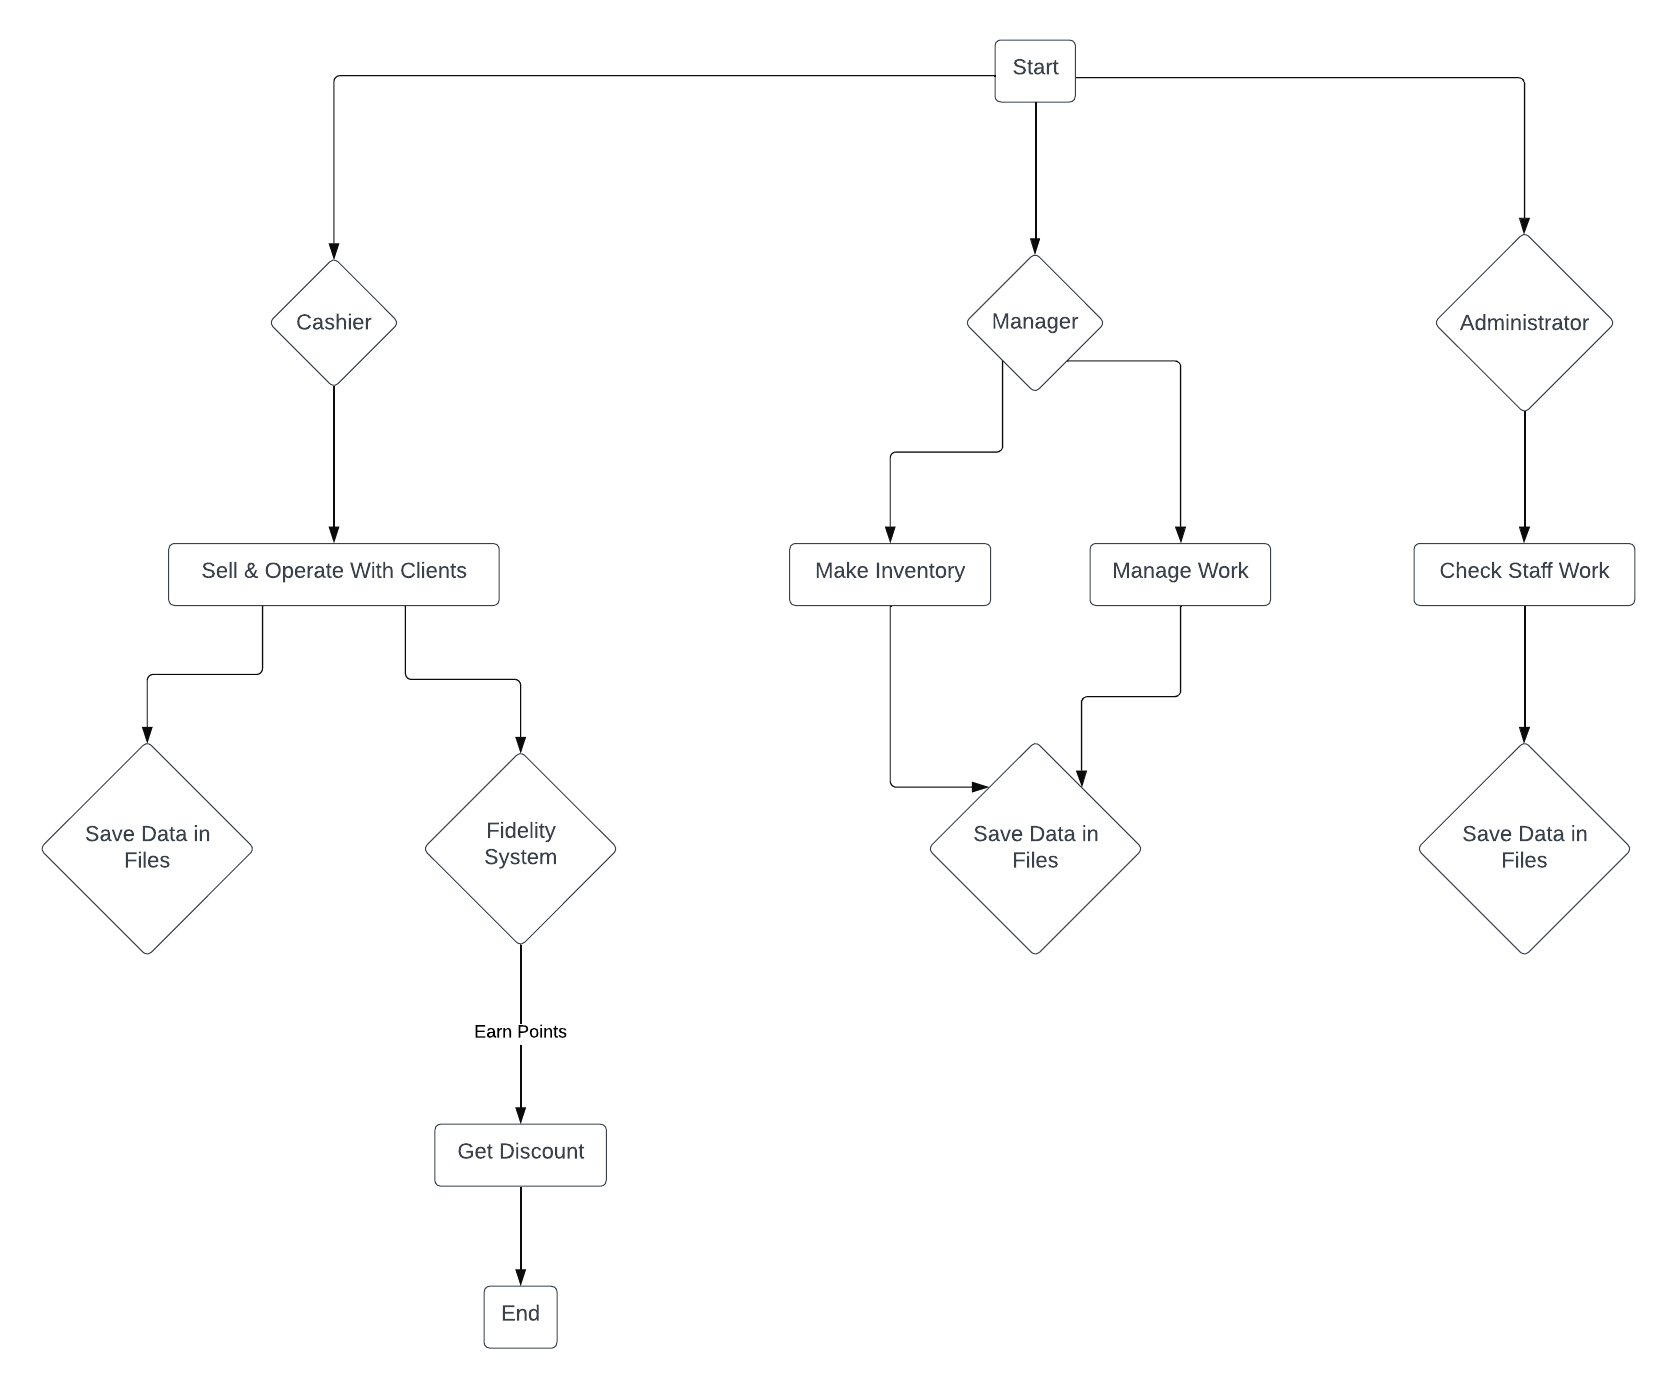 Start
Cashier
Manager
Administrator
Sell & Operate With Clients
Make Inventory
Manage Work
Check Staff Work
Save Data in
Files
Fidelity
System
Save Data in
Files
Save Data in
Files
Earn Points
Get Discount
End